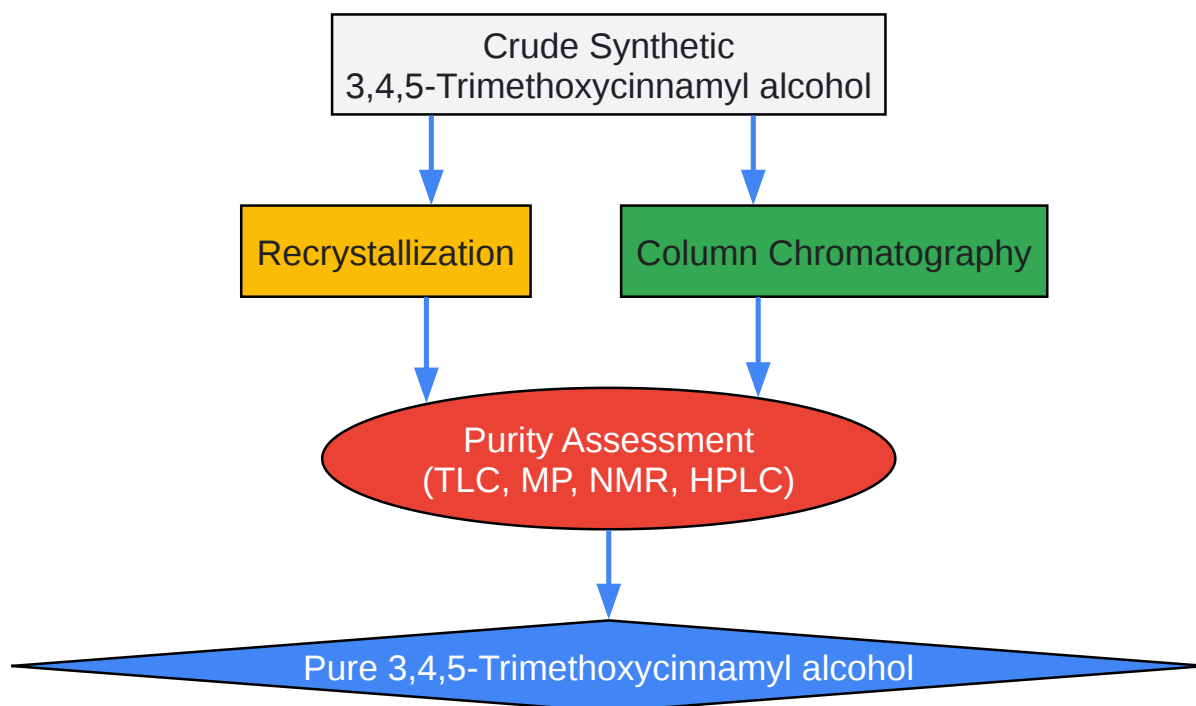 Crude Synthetic
3,4,5-Trimethoxycinnamyl alcohol
Recrystallization
Column Chromatography
Purity Assessment
(TLC, MP, NMR, HPLC)
Pure 3,4,5-Trimethoxycinnamyl alcohol